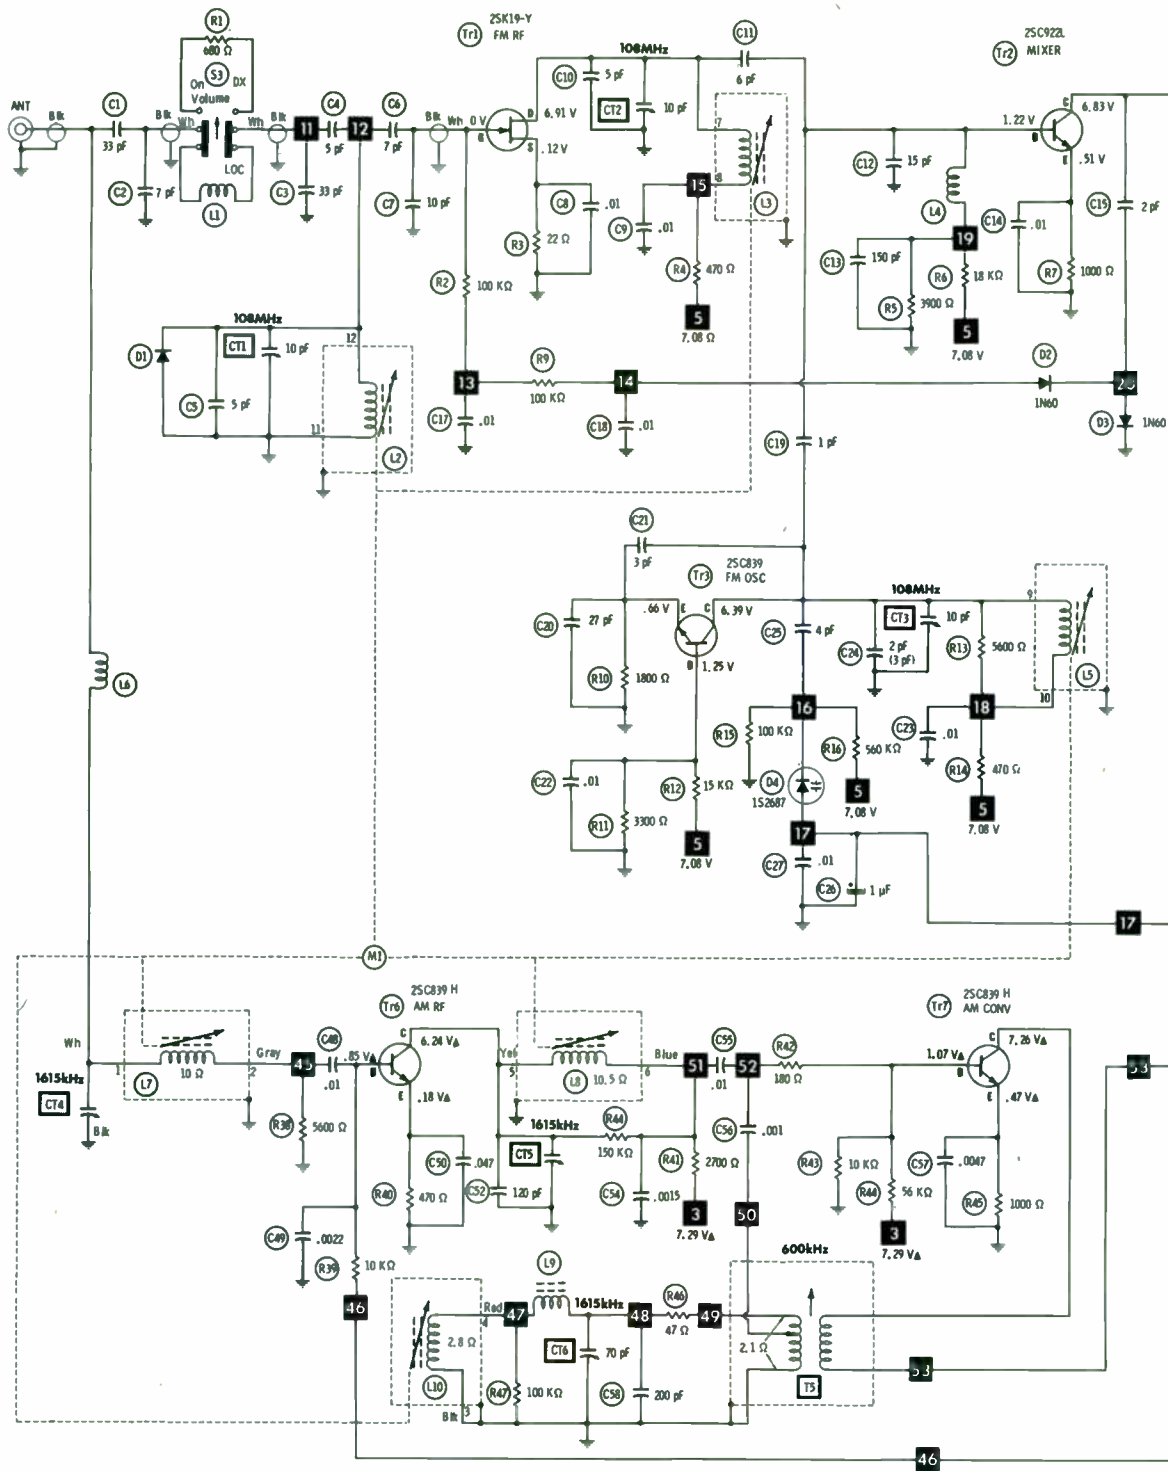 2SK19-Y
FM RF
Tr1
R1
680 Ω
S3
On
DX
Volume
LOC
L1
ANT
Blk
C1
33 pf
C2
7 pf
Wh
Wh
Blk
11
C4
5 pf
12
C3
33 pf
C6
7 pf
Blk
Wh
0 V
G
D
6.91 V
S
.12 V
C7
10 pf
C8
.01
R3
22 Ω
R2
100 KΩ
108MHz
C10
5 pf
CT2
10 pf
C11
6 pf
7
8
15
L3
C9
.01
R4
470 Ω
5
7.08 Ω
2SC922L
MIXER
Tr2
C
6.83 V
1.22 V
B
E
.51 V
C12
15 pf
L4
19
C13
150 pf
R5
3900 Ω
R6
18 KΩ
5
7.08 V
C14
.01
R7
1000 Ω
C15
2 pf
108MHz
D1
CT1
10 pf
C5
5 pf
12
11
L2
13
R9
100 KΩ
14
C17
.01
C18
.01
D2
1N60
D3
1N60
C19
1 pf
C21
3 pf
2SC839
FM OSC
Tr3
.66 V
E
C
6.39 V
B
1.25 V
C20
27 pf
R10
1800 Ω
C25
4 pf
108MHz
C24
2 pf
(3 pf)
CT3
10 pf
R13
5600 Ω
9
10
L5
16
R15
100 KΩ
R16
560 KΩ
5
7.08 V
C23
.01
18
R14
470 Ω
5
7.08 V
C22
.01
R11
3300 Ω
R12
15 KΩ
5
7.08 V
D4
1S2687
17
C27
.01
C26
1 µF
17
L6
M1
2SC839 H
AM RF
Tr6
C
6.24 V▲
.85 V▲
B
E
.18 V▲
Wh
1615kHz
CT4
Blk
1
L7
10 Ω
2
Gray
45
C48
.01
R38
5600 Ω
C49
.0022
R39
10 KΩ
46
R40
470 Ω
C50
.047
Yel
5
L8
10.5 Ω
6
Blue
51
C55
.01
52
R42
180 Ω
1615kHz
CT5
C52
120 pf
R44
150 KΩ
C54
.0015
R41
2700 Ω
3
7.29 V▲
C56
.001
50
2SC839 H
AM CONV
Tr7
C
7.26 V▲
1.07 V▲
B
E
.47 V▲
53
R43
10 KΩ
R44
56 KΩ
3
7.29 V▲
C57
.0047
R45
1000 Ω
600kHz
2.1 Ω
T5
53
L10
2.8 Ω
Red
4
3
Blk
47
L9
1615kHz
CT6
70 pf
R47
100 KΩ
48
R46
47 Ω
49
C58
200 pf
46